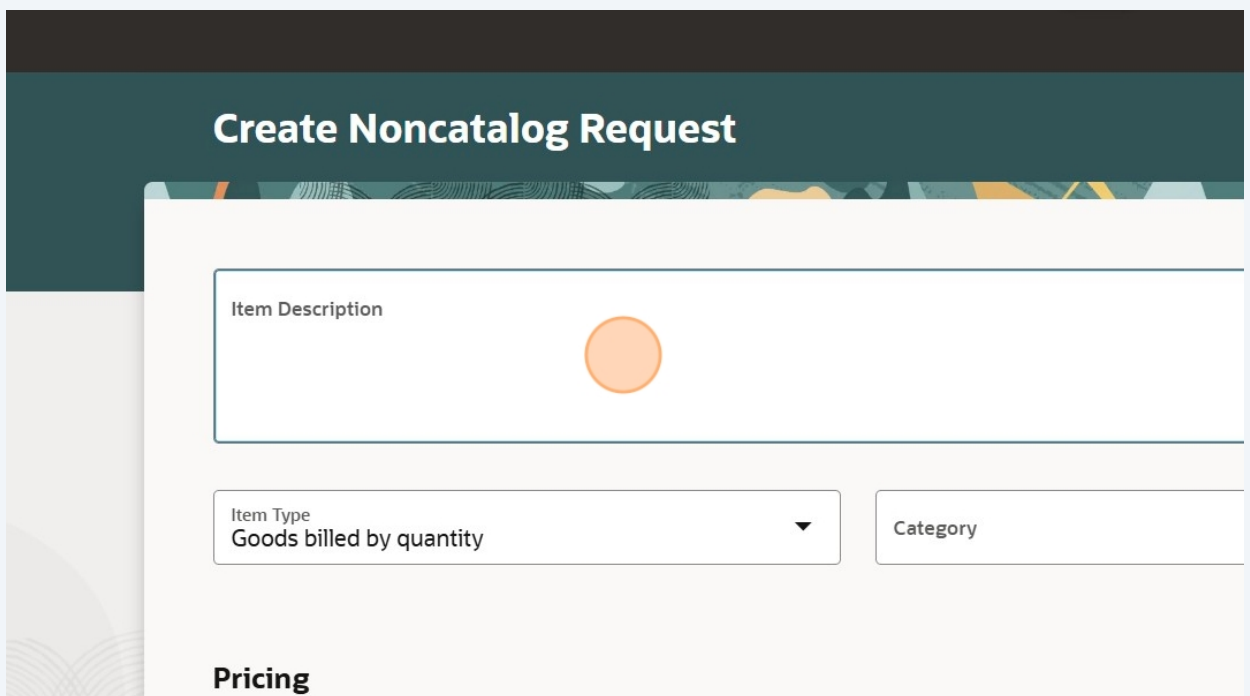 Create Noncatalog Request
Item Description
Item Type
Goods billed by quantity
Category
Pricing